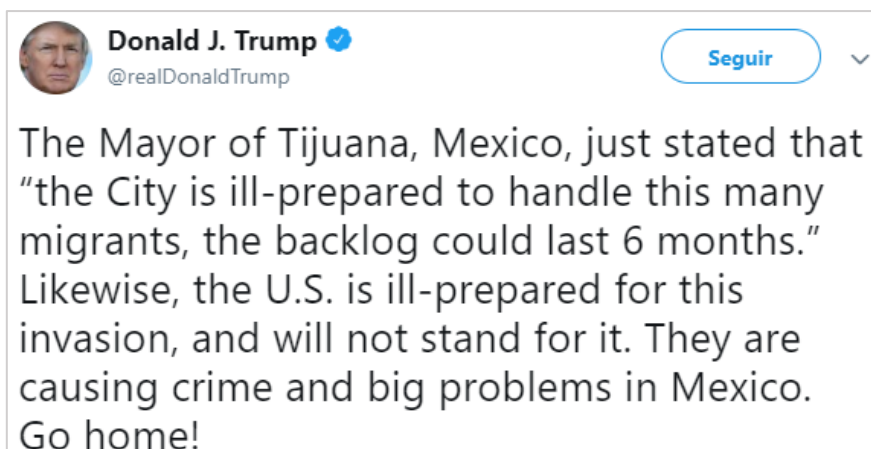 Donald J. Trump
@realDonaldTrump
Seguir
The Mayor of Tijuana, Mexico, just stated that
“the City is ill-prepared to handle this many
migrants, the backlog could last 6 months.”
Likewise, the U.S. is ill-prepared for this
invasion, and will not stand for it. They are
causing crime and big problems in Mexico.
Go home!